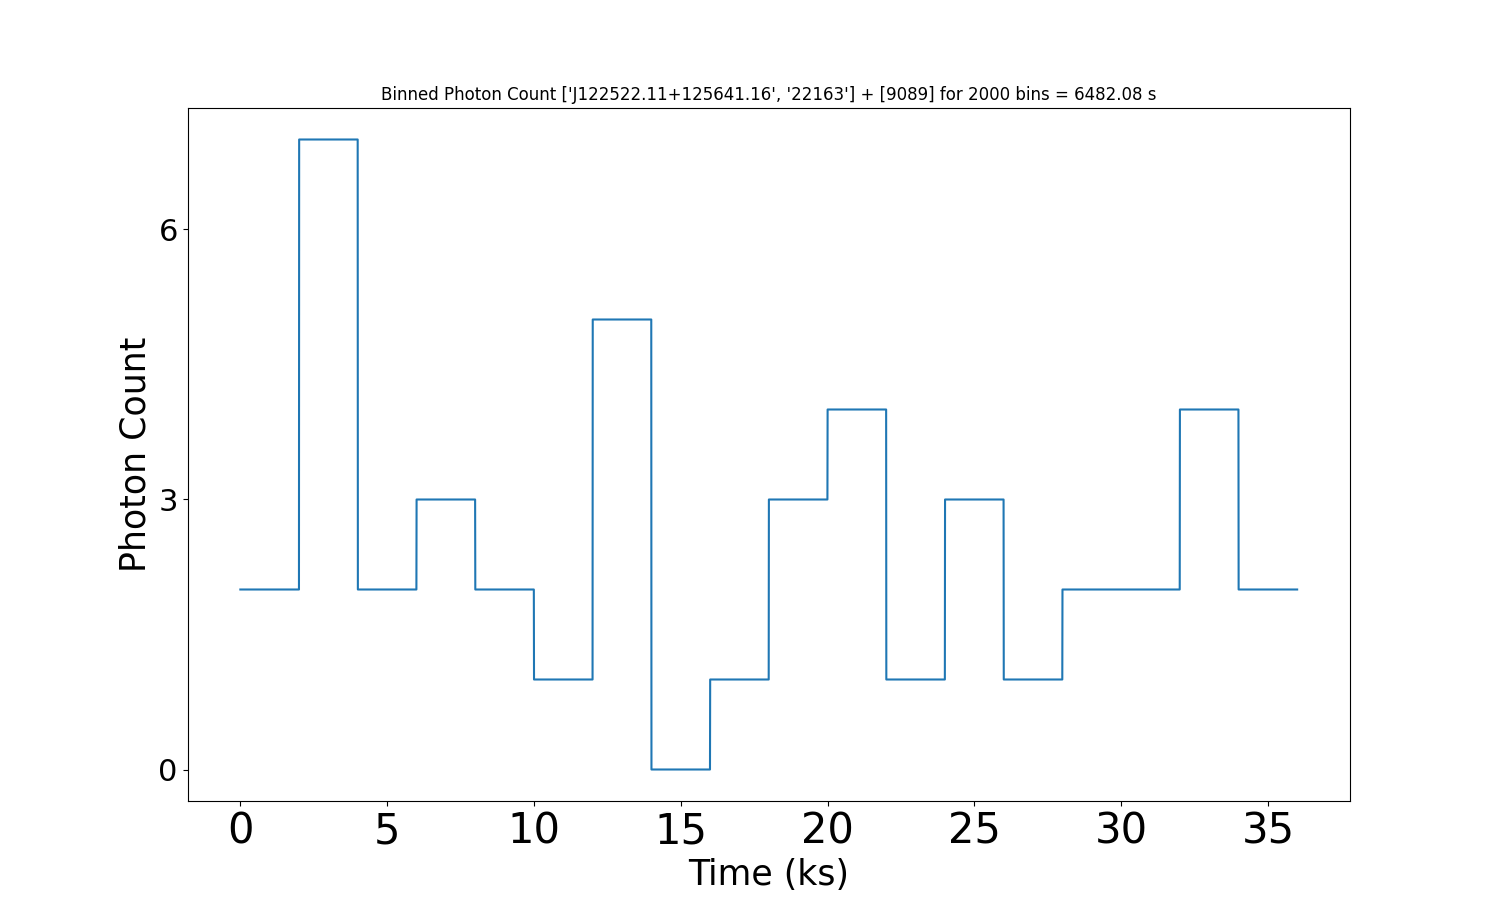 Binned Photon Count ['J122522.11+125641.16', '22163'] + [9089] for 2000 bins = 6482.08 s
6
3
0
Photon Count
0 5 10 15 20 25 30 35
Time (ks)